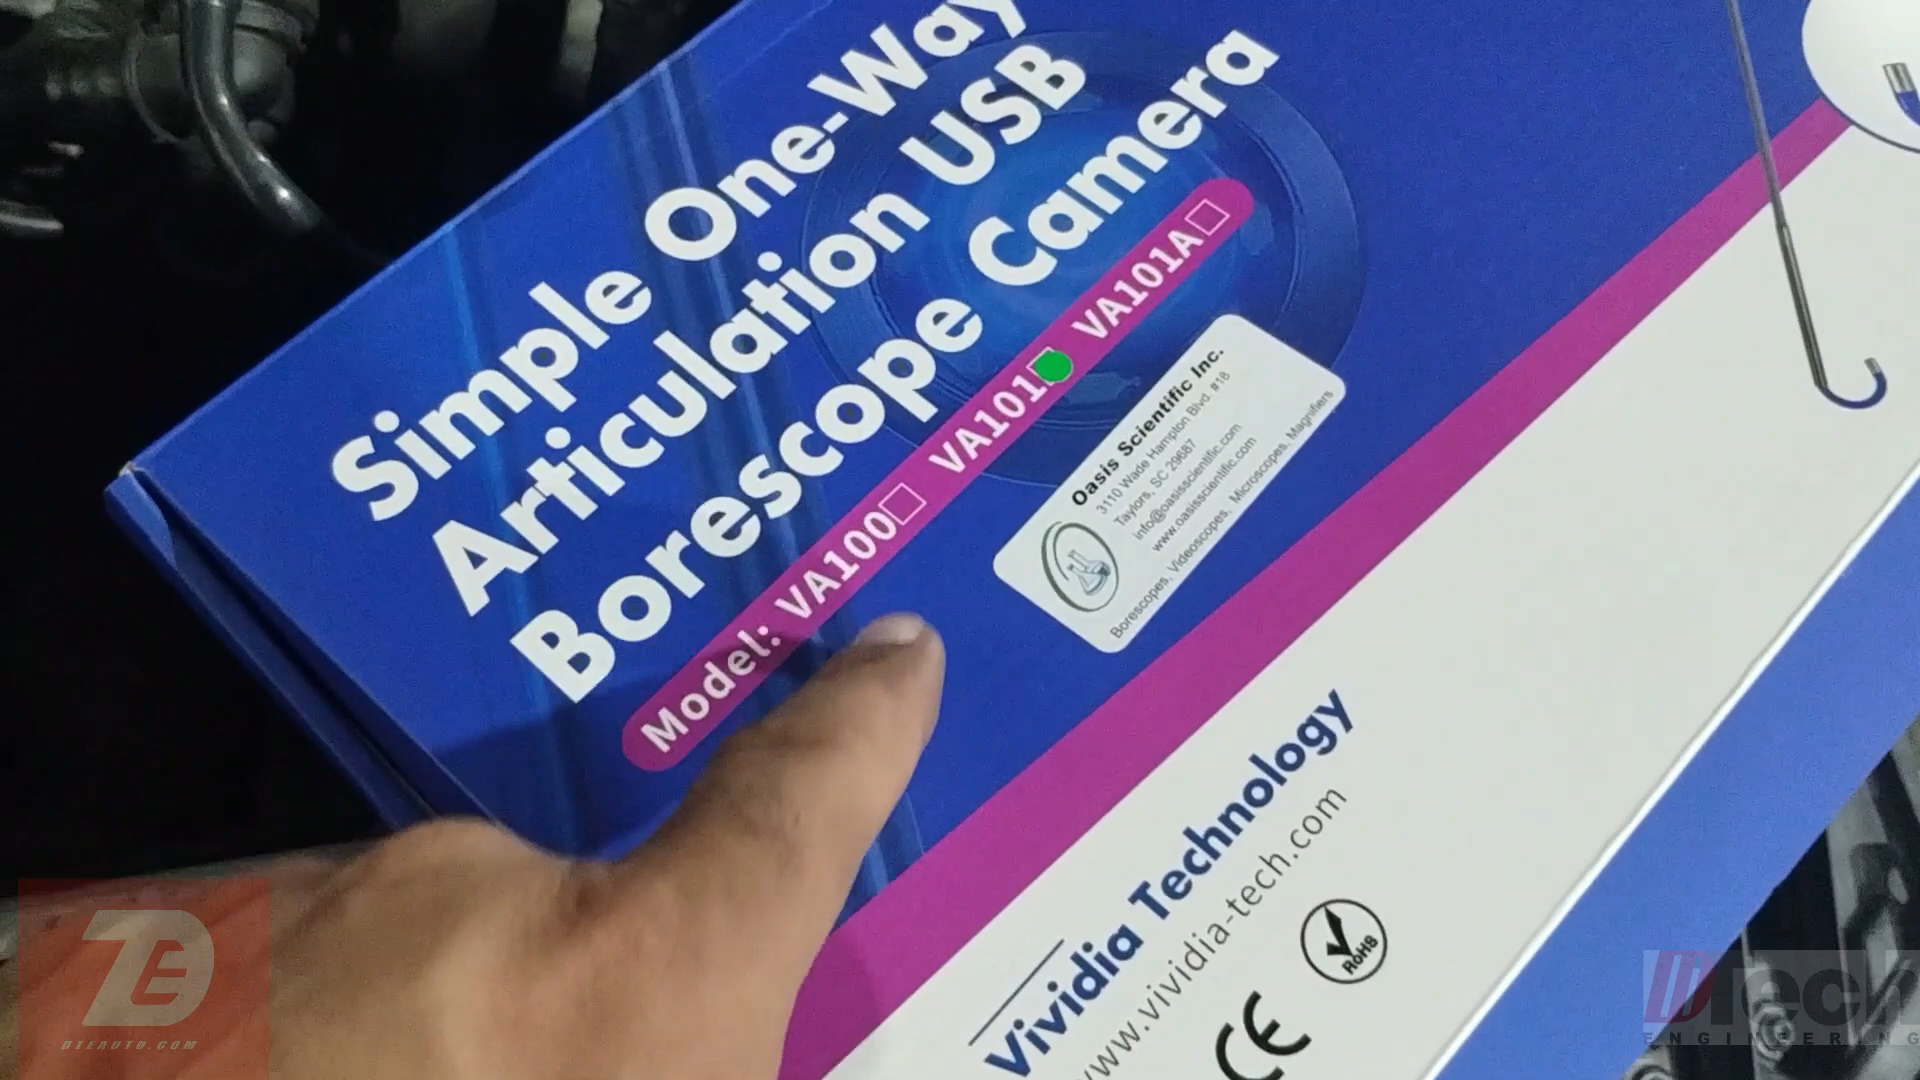 Simple One-Way
Articulation USB
Borescope Camera
Model: VA100 VA101 VA101A
Oasis Scientific Inc.
3110 Wade Hampton Blvd., #18
Taylors, SC 29687
info@oasisscientific.com
www.oasisscientific.com
Borescopes, Videoscopes, Microscopes, Magnifiers
Vividia Technology
www.vividia-tech.com
CE
RoHS
DTEAUTO.COM
Tech
ENGINEERING